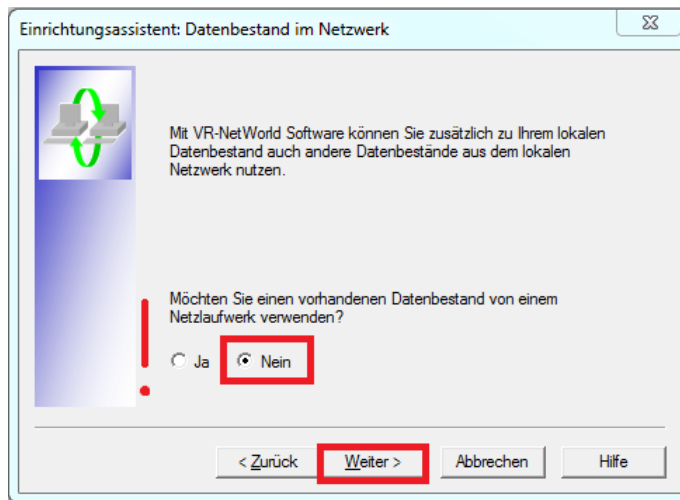 Einrichtungsassistent: Datenbestand im Netzwerk
Mit VR-NetWorld Software können Sie zusätzlich zu Ihrem lokalen
Datenbestand auch andere Datenbestände aus dem lokalen
Netzwerk nutzen.
Möchten Sie einen vorhandenen Datenbestand von einem
Netzlaufwerk verwenden?
Ja Nein
< Zurück Weiter > Abbrechen Hilfe